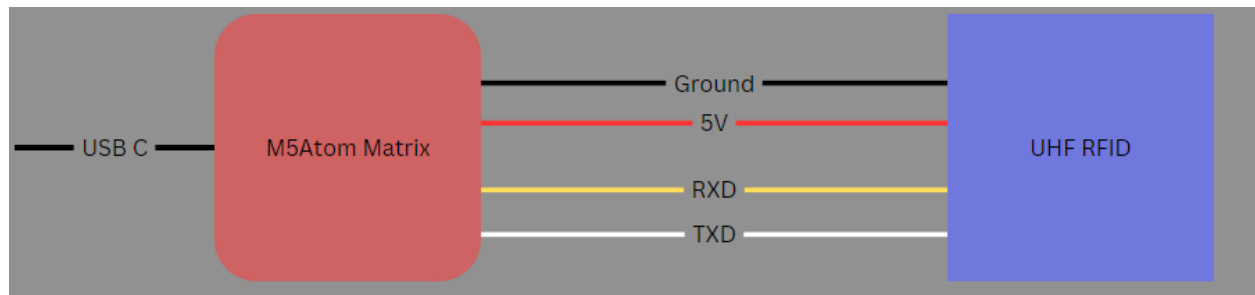 USB C
M5Atom Matrix
Ground
5V
RXD
TXD
UHF RFID